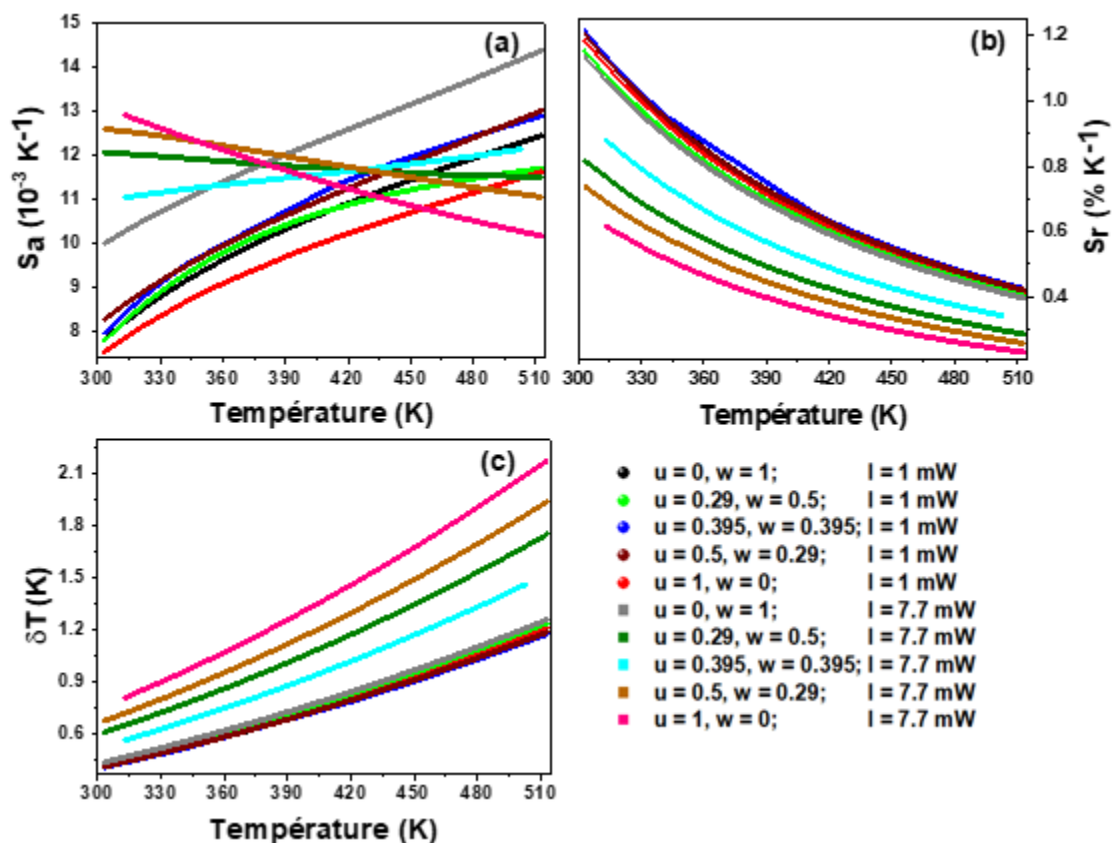 15
14
13
12
11
10
9
8
Sa (10-3 K-1)
(a)
300 330 360 390 420 450 480 510
Température (K)
(b)
1.2
1.0
0.8
0.6
0.4
Sr (% K-1)
300 330 360 390 420 450 480 510
Température (K)
(c)
2.1
1.8
1.5
1.2
0.9
0.6
δT (K)
300 330 360 390 420 450 480 510
Température (K)
u = 0, w = 1; I = 1 mW
u = 0.29, w = 0.5; I = 1 mW
u = 0.395, w = 0.395; I = 1 mW
u = 0.5, w = 0.29; I = 1 mW
u = 1, w = 0; I = 1 mW
u = 0, w = 1; I = 7.7 mW
u = 0.29, w = 0.5; I = 7.7 mW
u = 0.395, w = 0.395; I = 7.7 mW
u = 0.5, w = 0.29; I = 7.7 mW
u = 1, w = 0; I = 7.7 mW